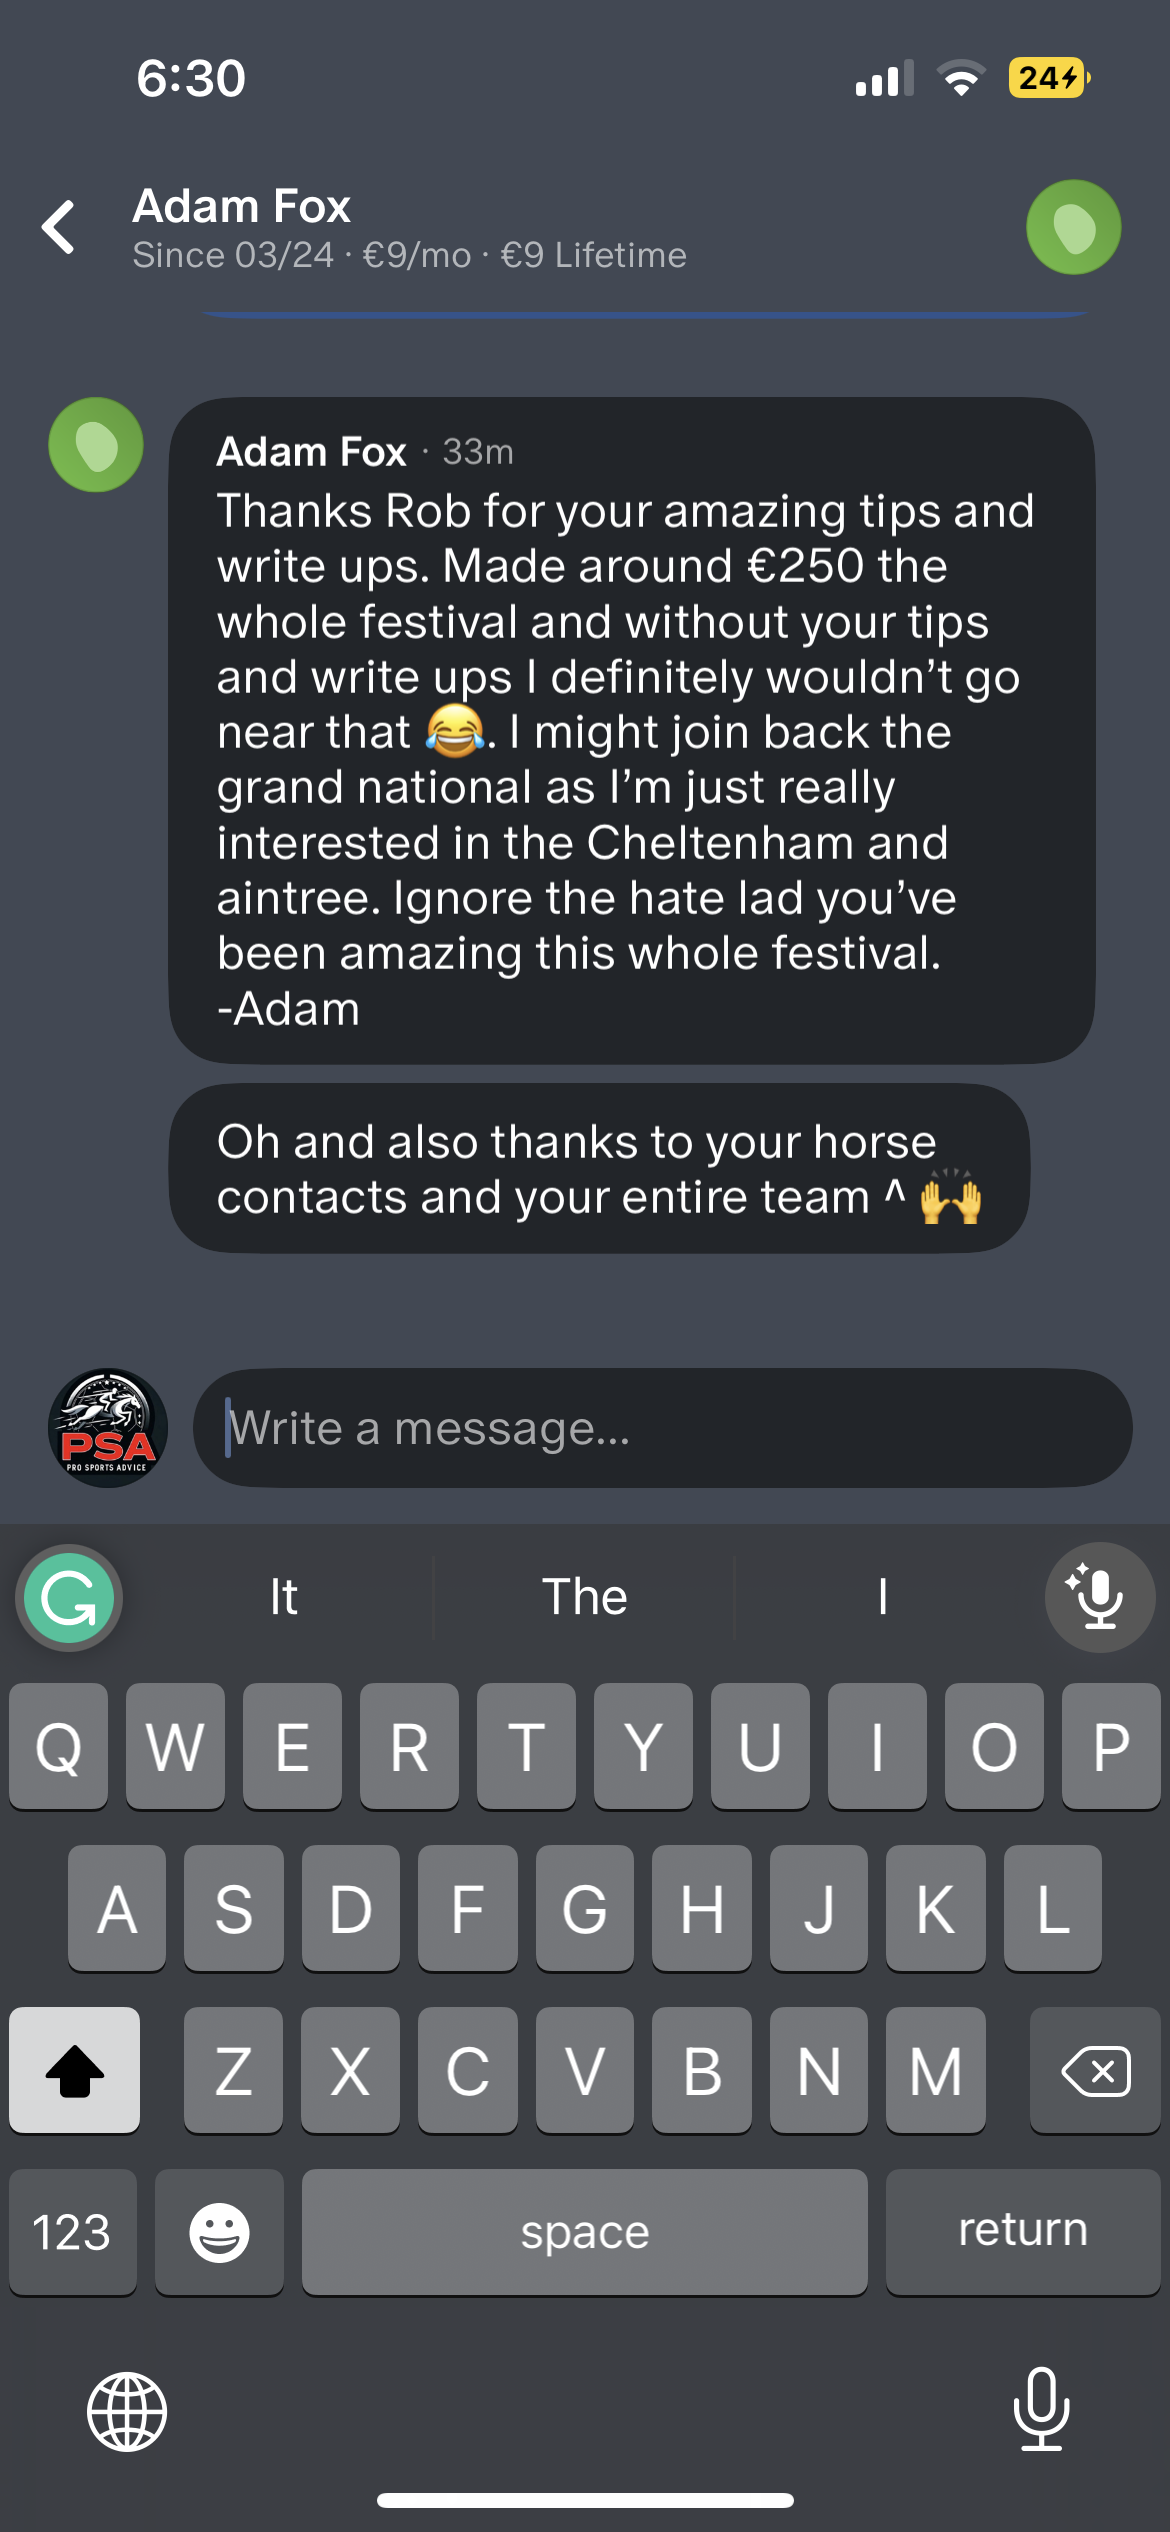 6:30
24
Adam Fox
Since 03/24 · €9/mo · €9 Lifetime
Adam Fox · 33m
Thanks Rob for your amazing tips and
write ups. Made around €250 the
whole festival and without your tips
and write ups I definitely wouldn’t go
near that 😂. I might join back the
grand national as I’m just really
interested in the Cheltenham and
aintree. Ignore the hate lad you’ve
been amazing this whole festival.
-Adam
Oh and also thanks to your horse
contacts and your entire team ^ 🙌
PSA
PRO SPORTS ADVICE
Write a message...
It The I
Q W E R T Y U I O P
A S D F G H J K L
Z X C V B N M
123 space return